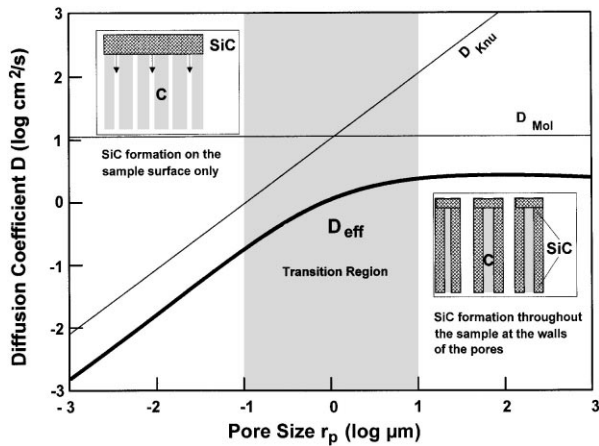 3
2
1
0
-1
-2
-3
Diffusion Coefficient D (log cm²/s)
SiC
C
SiC formation on the
sample surface only
D Knu
D Mol
D eff
Transition Region
SiC
C
SiC formation throughout
the sample at the walls
of the pores
- 3
-2
-1
0
1
2
3
Pore Size r p (log μm)